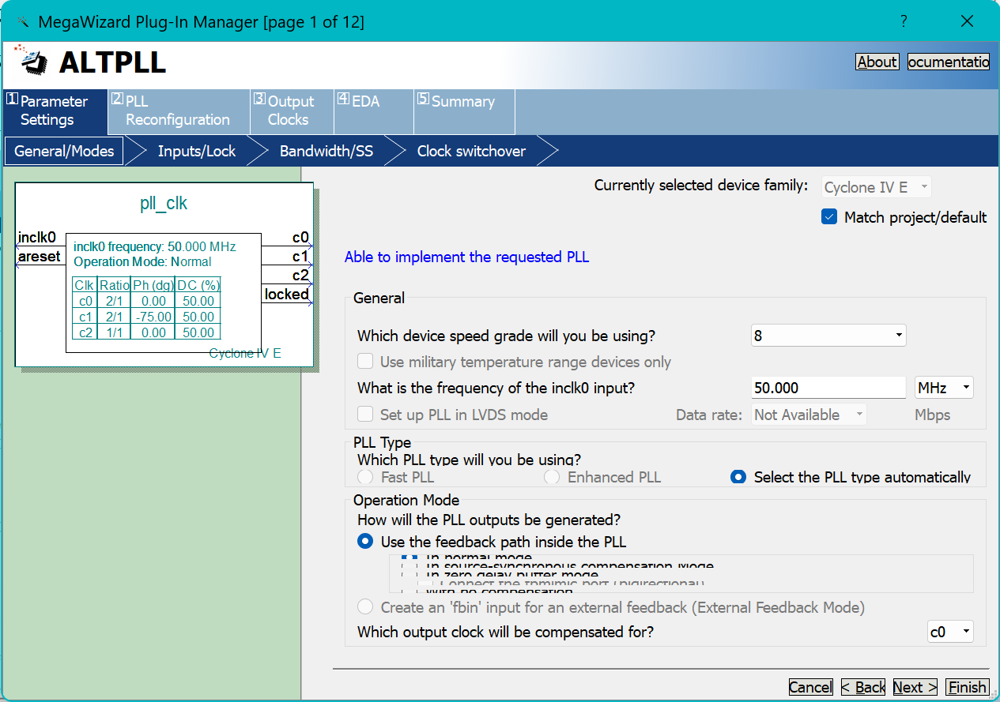 MegaWizard Plug-In Manager [page 1 of 12]
?
ALTPLL
About
ocumentatio
1 Parameter Settings
2 PLL Reconfiguration
3 Output Clocks
4 EDA
5 Summary
General/Modes
Inputs/Lock
Bandwidth/SS
Clock switchover
pll_clk
inclk0
areset
inclk0 frequency: 50.000 MHz
Operation Mode: Normal
Clk Ratio Ph (dg) DC (%)
c0 2/1 0.00 50.00
c1 2/1 -75.00 50.00
c2 1/1 0.00 50.00
c0
c1
c2
locked
Cyclone IV E
Currently selected device family:
Cyclone IV E
Match project/default
Able to implement the requested PLL
General
Which device speed grade will you be using?
8
Use military temperature range devices only
What is the frequency of the inclk0 input?
50.000
MHz
Set up PLL in LVDS mode
Data rate:
Not Available
Mbps
PLL Type
Which PLL type will you be using?
Fast PLL
Enhanced PLL
Select the PLL type automatically
Operation Mode
How will the PLL outputs be generated?
Use the feedback path inside the PLL
In normal mode
In source-synchronous compensation Mode
In zero delay buffer mode
Connect the fbmimic port (bidirectional)
With no compensation
Create an 'fbin' input for an external feedback (External Feedback Mode)
Which output clock will be compensated for?
c0
Cancel
< Back
Next >
Finish